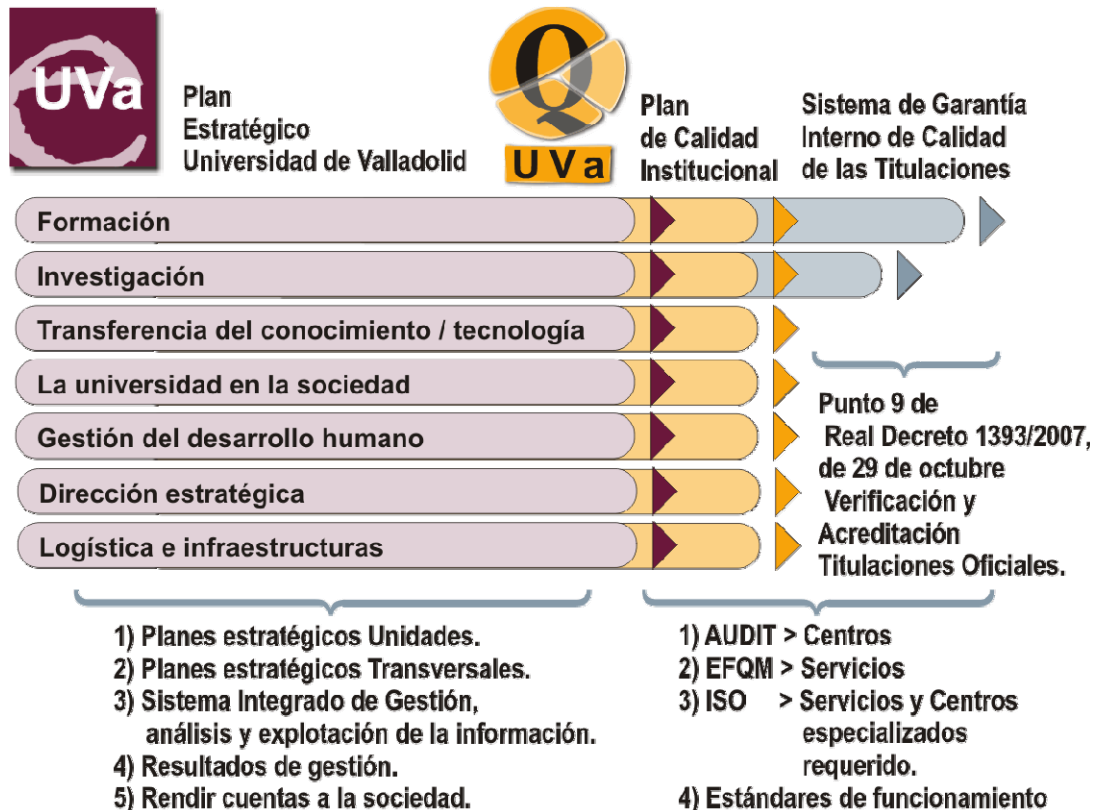 UVa
Plan
Estratégico
Universidad de Valladolid
Q
UVa
Plan
de Calidad
Institucional
Sistema de Garantía
Interno de Calidad
de las Titulaciones
Formación
Investigación
Transferencia del conocimiento / tecnología
La universidad en la sociedad
Gestión del desarrollo humano
Dirección estratégica
Logística e infraestructuras
Punto 9 de
Real Decreto 1393/2007,
de 29 de octubre
Verificación y
Acreditación
Titulaciones Oficiales.
1) Planes estratégicos Unidades.
2) Planes estratégicos Transversales.
3) Sistema Integrado de Gestión,
análisis y explotación de la información.
4) Resultados de gestión.
5) Rendir cuentas a la sociedad.
1) AUDIT > Centros
2) EFQM > Servicios
3) ISO > Servicios y Centros
especializados
requerido.
4) Estándares de funcionamiento